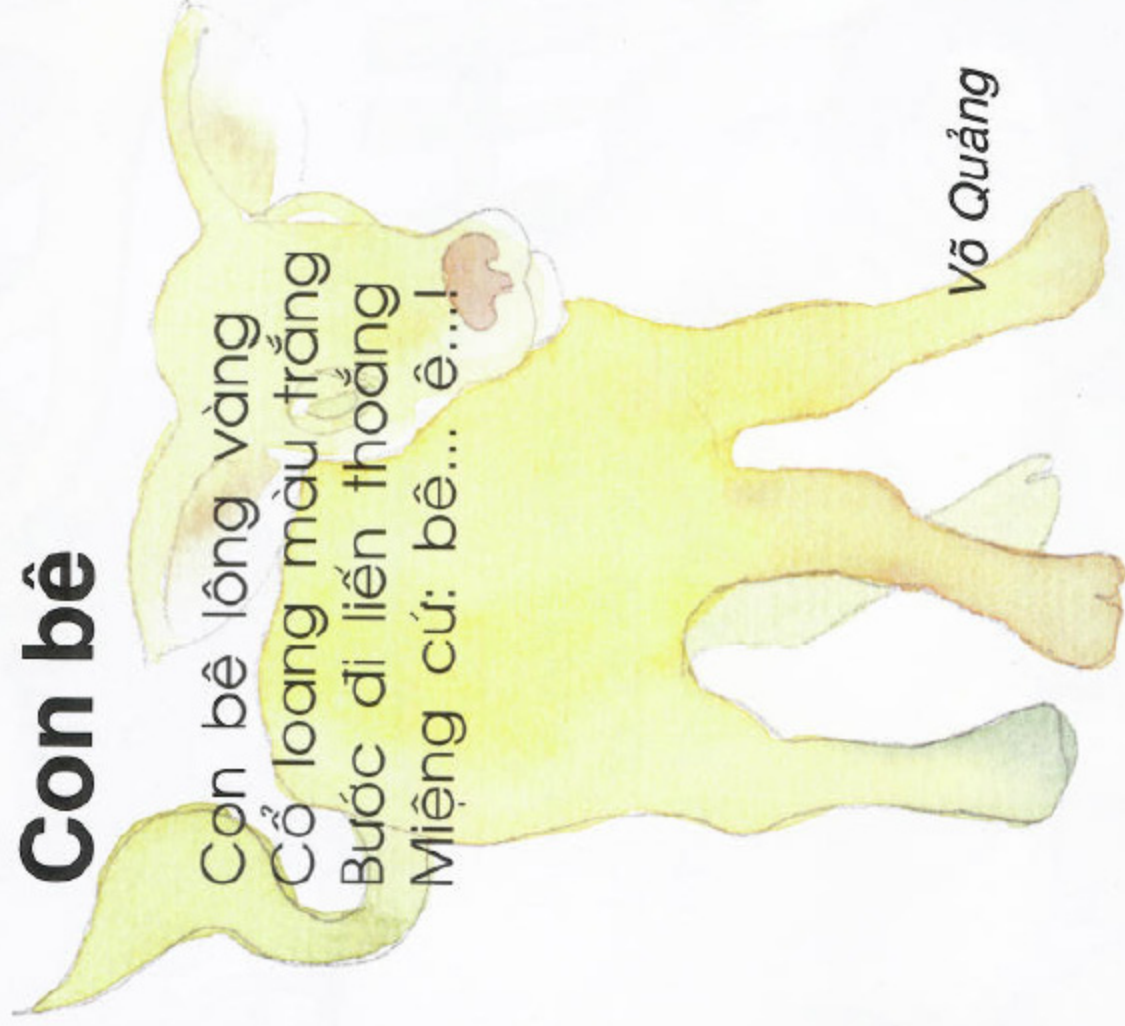 Con bê
Con bê lông vàng
Cổ loang màu trắng
Bước đi liến thoắng
Miệng cứ: bê... ê...!
Võ Quảng